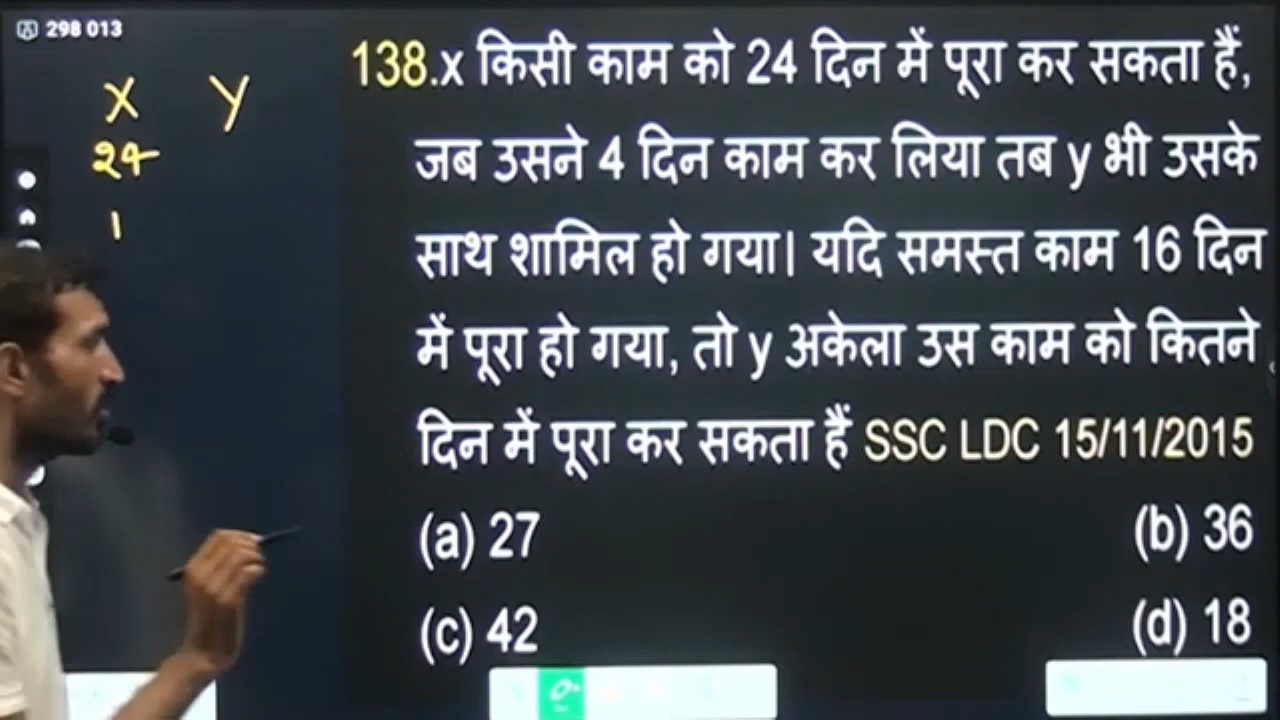 298 013
X Y
24
1
138.x किसी काम को 24 दिन में पूरा कर सकता हैं,
जब उसने 4 दिन काम कर लिया तब y भी उसके
साथ शामिल हो गया| यदि समस्त काम 16 दिन
में पूरा हो गया, तो y अकेला उस काम को कितने
दिन में पूरा कर सकता हैं SSC LDC 15/11/2015
(a) 27 (b) 36
(c) 42 (d) 18